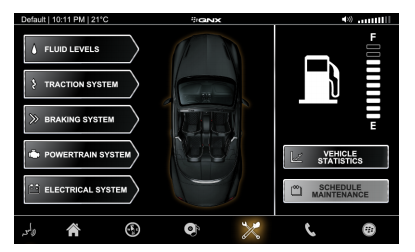 Default | 10:11 PM | 21°C
QNX
FLUID LEVELS
TRACTION SYSTEM
BRAKING SYSTEM
POWERTRAIN SYSTEM
ELECTRICAL SYSTEM
F
E
VEHICLE
STATISTICS
SCHEDULE
MAINTENANCE